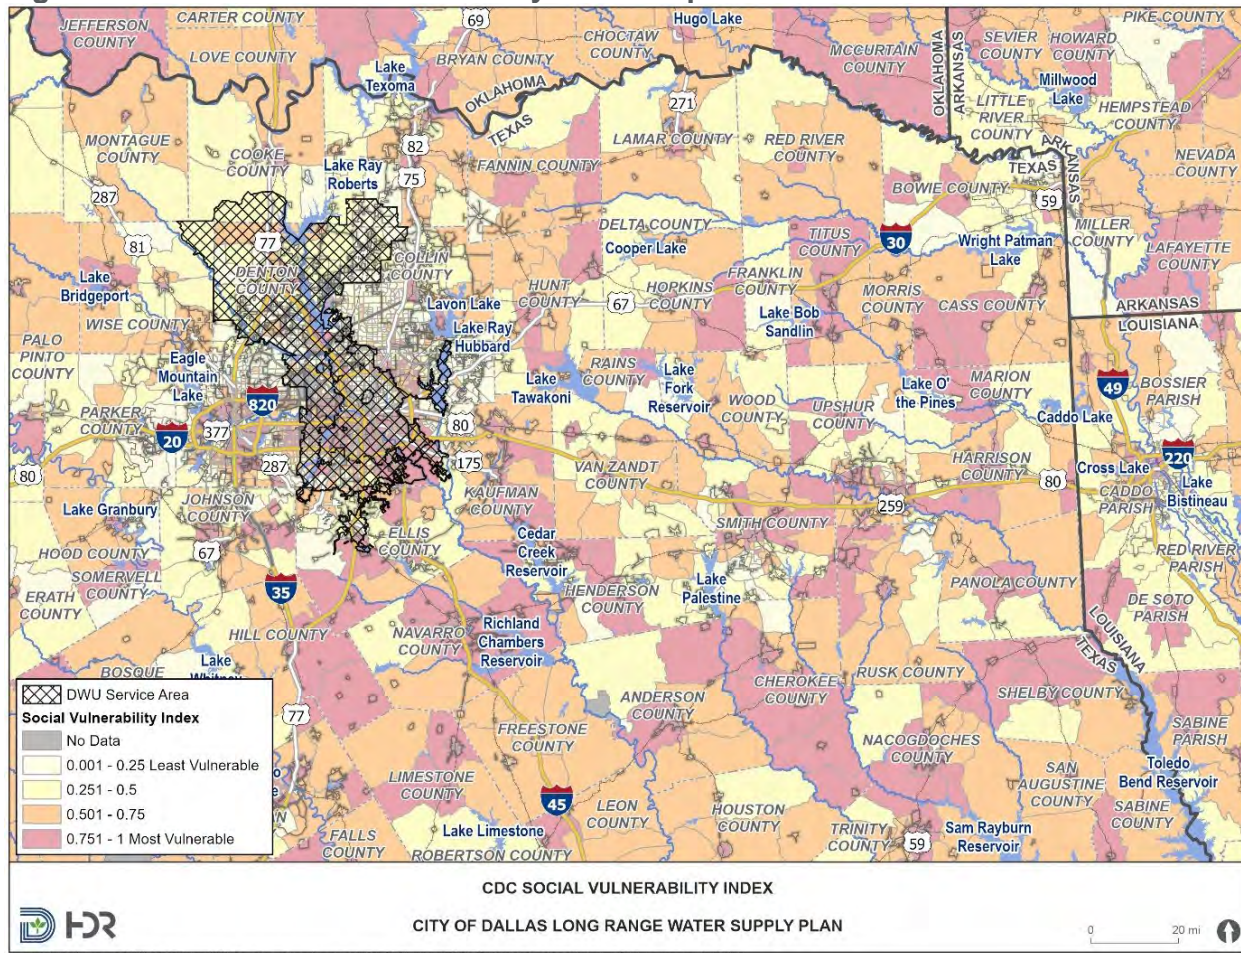 JEFFERSON
COUNTY
CARTER COUNTY
69
Hugo Lake
PIKE COUNTY
LOVE COUNTY
BRYAN COUNTY
CHOCTAW
COUNTY
MCCURTAIN
COUNTY
OKLAHOMA
ARKANSAS
SEVIER
COUNTY
HOWARD
COUNTY
Lake
Texoma
OKLAHOMA
TEXAS
271
Millwood
Lake
LITTLE
RIVER
COUNTY
HEMPSTEAD
COUNTY
MONTAGUE
COUNTY
COOKE
COUNTY
82
LAMAR COUNTY
RED RIVER
COUNTY
ARKANSAS
TEXAS
NEVADA
COUNTY
Lake Ray
Roberts
75
FANNIN COUNTY
BOWIE COUNTY
59
287
77
81
DELTA COUNTY
Cooper Lake
TITUS
COUNTY
30
Wright Patman
Lake
MILLER
COUNTY
LAFAYETTE
COUNTY
DENTON
COUNTY
COLLIN
COUNTY
Lake
Bridgeport
HUNT
COUNTY
67
HOPKINS
COUNTY
FRANKLIN
COUNTY
MORRIS
COUNTY
CASS COUNTY
Lavon Lake
Lake Ray
Hubbard
Lake Bob
Sandlin
ARKANSAS
LOUISIANA
WISE COUNTY
PALO
PINTO
COUNTY
Eagle
Mountain
Lake
RAINS
COUNTY
Lake
Tawakoni
Lake
Fork
Reservoir
WOOD
COUNTY
Lake O'
the Pines
MARION
COUNTY
49
BOSSIER
PARISH
820
PARKER
COUNTY
20
377
80
UPSHUR
COUNTY
Caddo Lake
220
80
287
175
VAN ZANDT
COUNTY
HARRISON
COUNTY
80
Cross Lake
CADDO
PARISH
Lake
Bistineau
JOHNSON
COUNTY
KAUFMAN
COUNTY
259
Lake Granbury
ELLIS
COUNTY
SMITH COUNTY
HOOD COUNTY
67
Cedar
Creek
Reservoir
RED RIVER
PARISH
SOMERVELL
COUNTY
35
HENDERSON
COUNTY
Lake
Palestine
PANOLA COUNTY
DE SOTO
PARISH
ERATH
COUNTY
HILL COUNTY
NAVARRO
COUNTY
Richland
Chambers
Reservoir
LOUISIANA
TEXAS
BOSQUE
Lake
Whitney
RUSK COUNTY
CHEROKEE
COUNTY
SHELBY COUNTY
77
ANDERSON
COUNTY
FREESTONE
COUNTY
NACOGDOCHES
COUNTY
SABINE
PARISH
LIMESTONE
COUNTY
SAN
AUGUSTINE
COUNTY
Toledo
Bend Reservoir
45
LEON
COUNTY
HOUSTON
COUNTY
SABINE
COUNTY
FALLS
COUNTY
Lake Limestone
TRINITY
COUNTY
59
Sam Rayburn
Reservoir
ROBERTSON COUNTY
DWU Service Area
Social Vulnerability Index
No Data
0.001 - 0.25 Least Vulnerable
0.251 - 0.5
0.501 - 0.75
0.751 - 1 Most Vulnerable
CDC SOCIAL VULNERABILITY INDEX
CITY OF DALLAS LONG RANGE WATER SUPPLY PLAN
HDR
0 20 mi